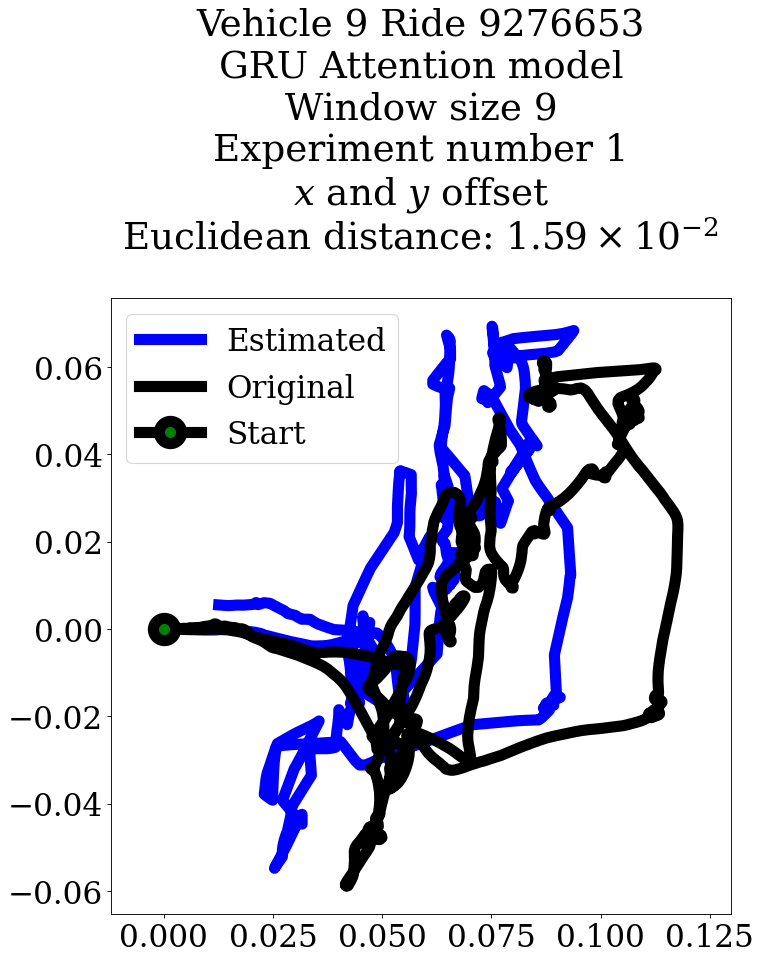 Vehicle 9 Ride 9276653
GRU Attention model
Window size 9
Experiment number 1
x and y offset
Euclidean distance: 1.59 × 10⁻²
Estimated
Original
Start
0.06
0.04
0.02
0.00
−0.02
−0.04
−0.06
0.000 0.025 0.050 0.075 0.100 0.125